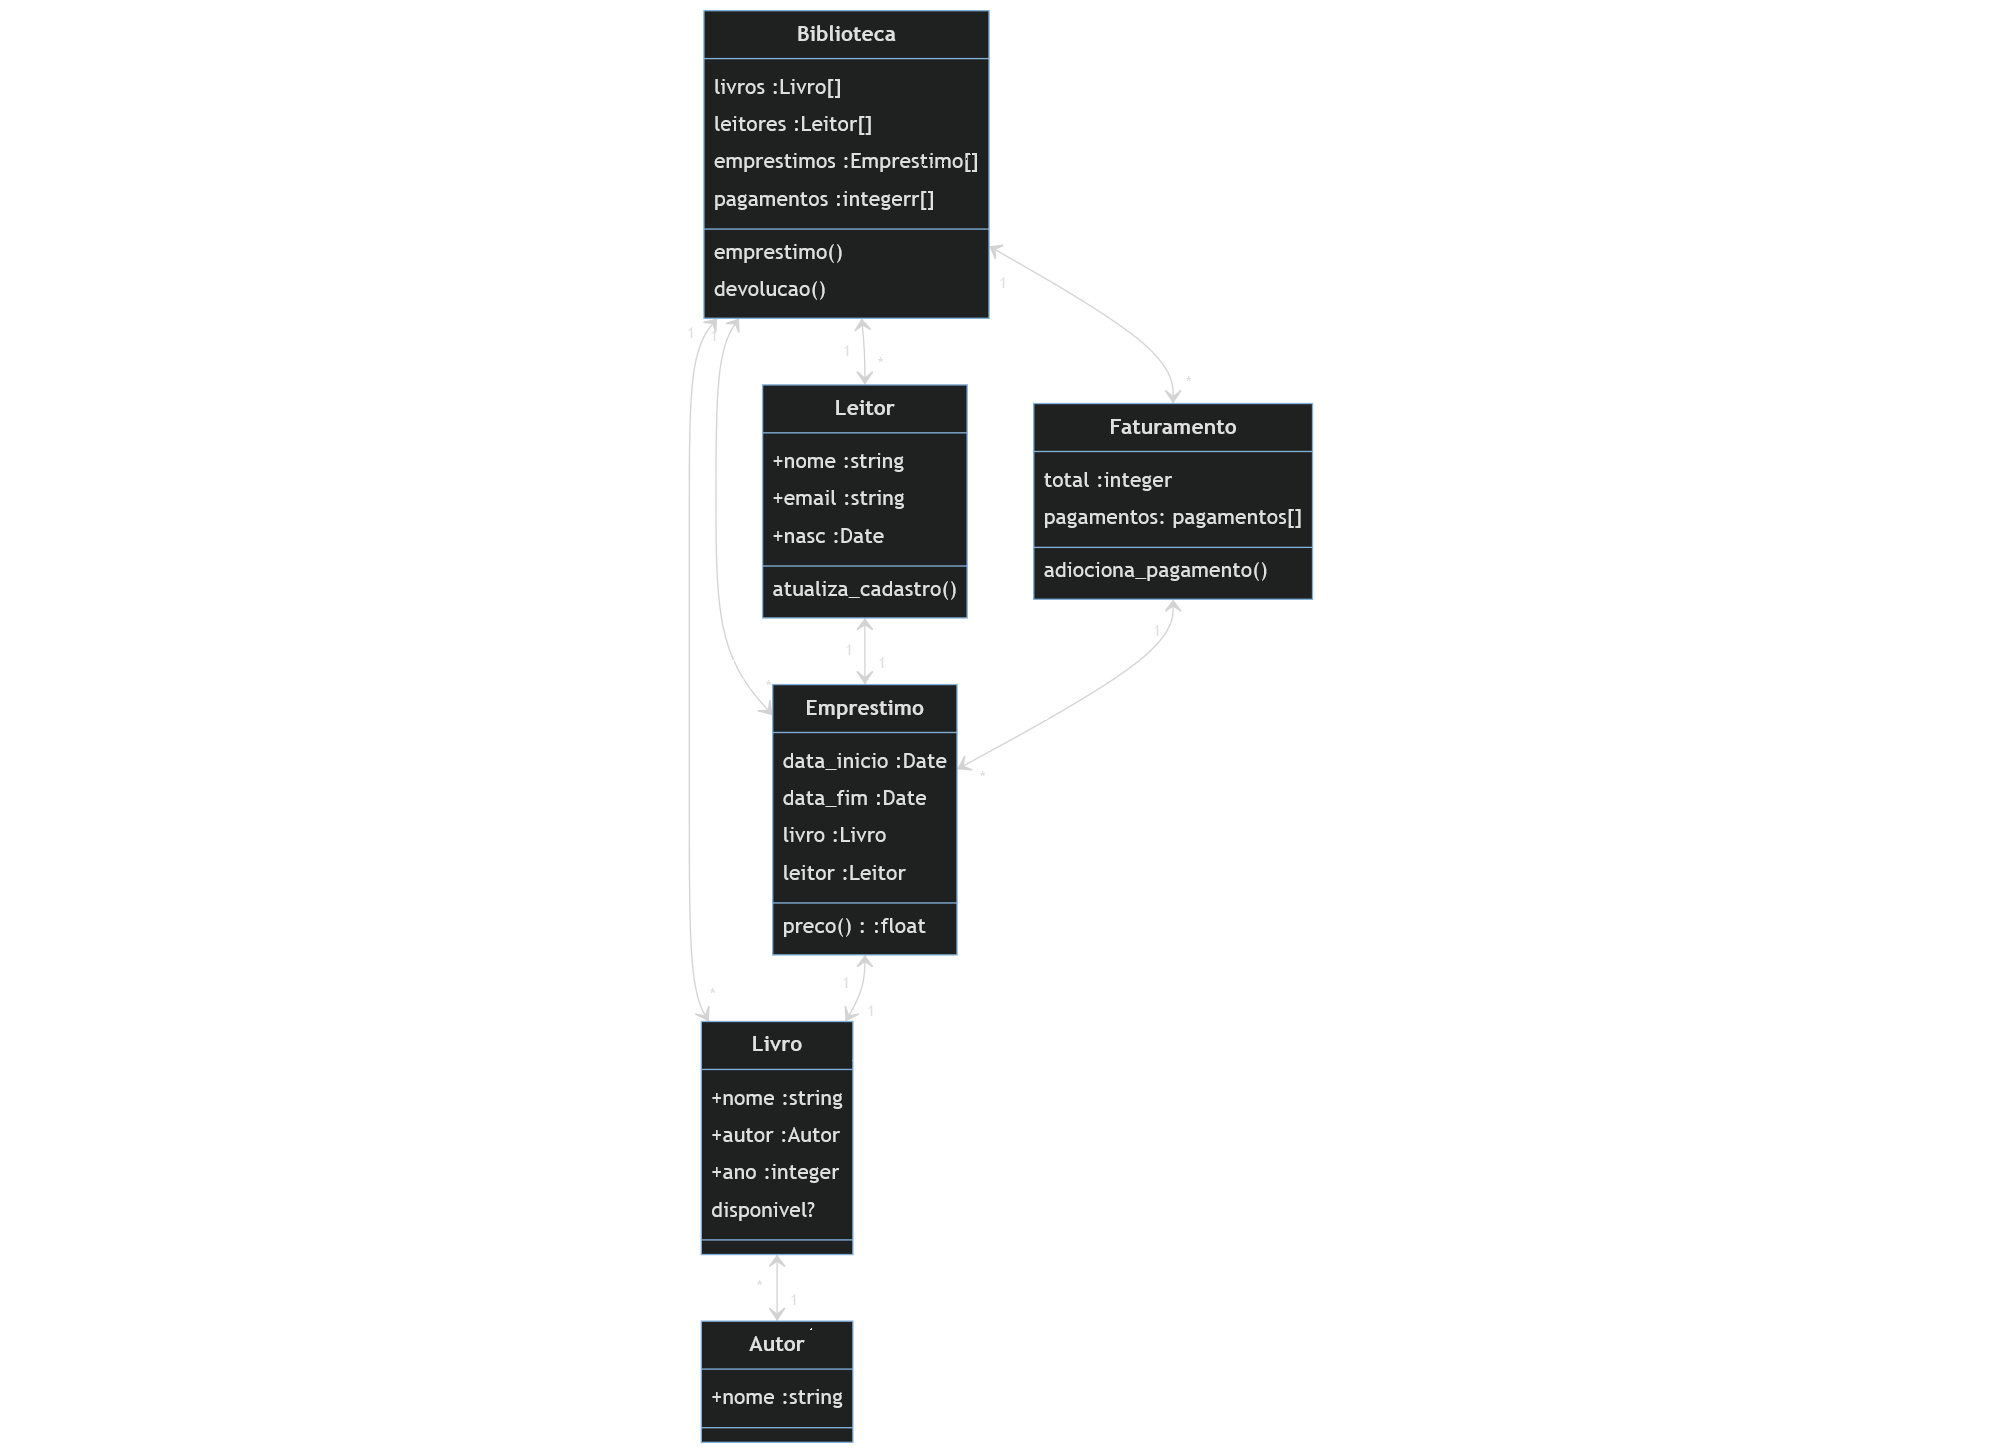 Biblioteca
livros :Livro[]
leitores :Leitor[]
emprestimos :Emprestimo[]
pagamentos :integerr[]
emprestimo()
devolucao()
1
1
1
1
*
*
Leitor
+nome :string
+email :string
+nasc :Date
atualiza_cadastro()
Faturamento
total :integer
pagamentos: pagamentos[]
adiociona_pagamento()
1
1
1
*
*
Emprestimo
data_inicio :Date
data_fim :Date
livro :Livro
leitor :Leitor
preco() : :float
1
*
1
Livro
+nome :string
+autor :Autor
+ano :integer
disponivel?
*
1
Autor
+nome :string